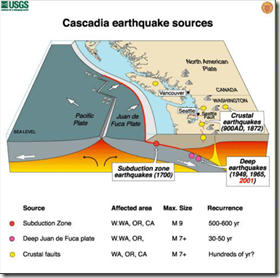 USGS
Cascadia earthquake sources
North American
Plate
CANADA
Vancouver
WASHINGTON
Seattle
Crustal
earthquakes
(900AD, 1872)
Pacific
Plate
Juan de
Fuca Plate
SEA LEVEL
Subduction zone
earthquakes (1700)
Deep
earthquakes
(1949, 1965,
2001)
Source Affected area Max. Size Recurrence
Subduction Zone W.WA, OR, CA M 9 500-600 yr
Deep Juan de Fuca plate W.WA, OR, M 7+ 30-50 yr
Crustal faults WA, OR, CA M 7+ Hundreds of yr?